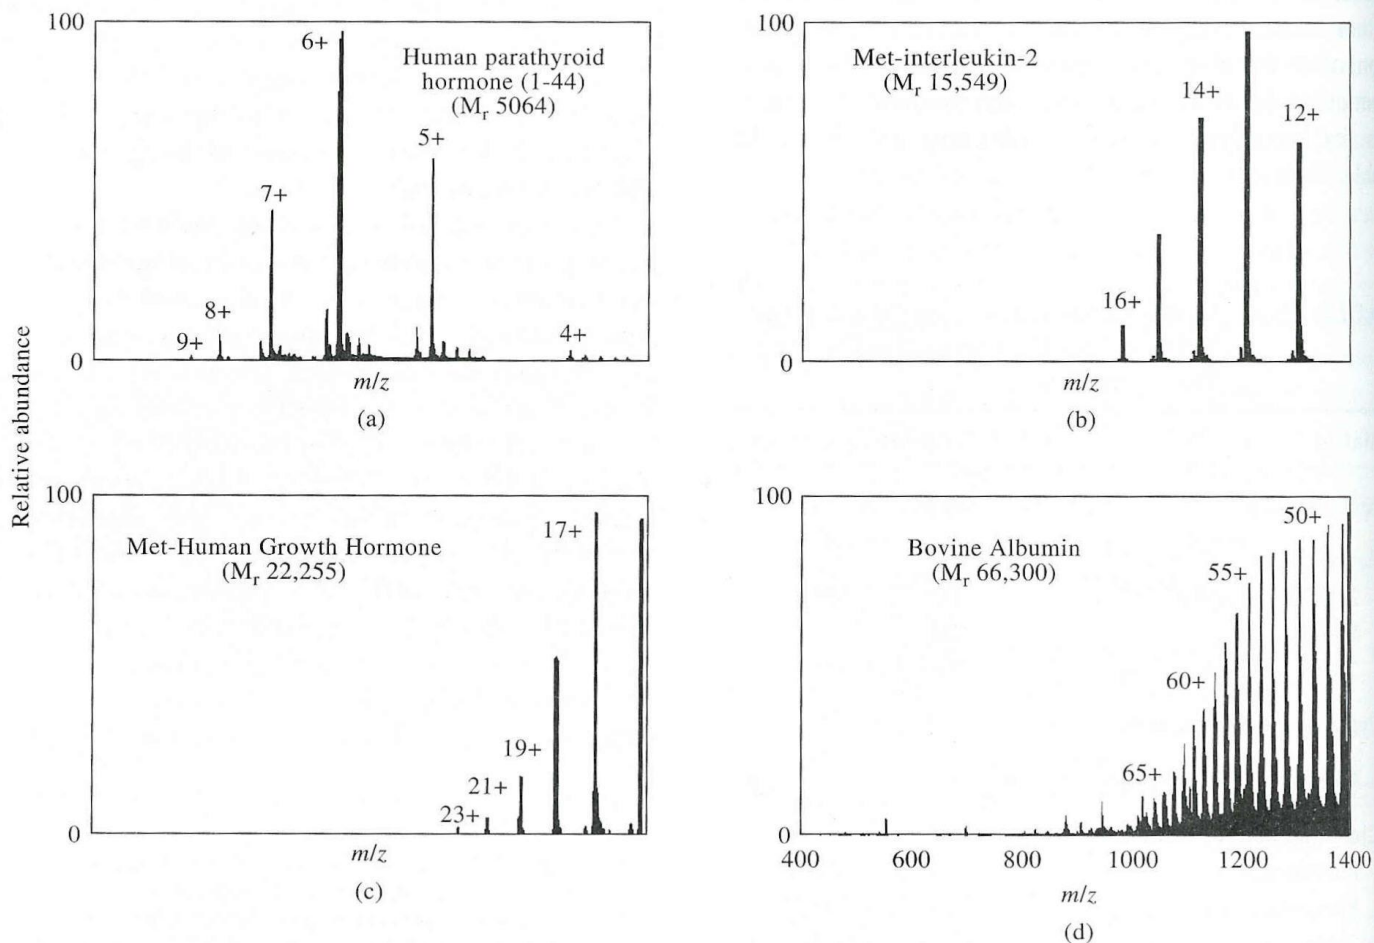 Relative abundance
100
6+
Human parathyroid
hormone (1-44)
(Mr 5064)
5+
7+
8+
9+
4+
0
m/z
(a)
100
Met-interleukin-2
(Mr 15,549)
14+
12+
16+
0
m/z
(b)
100
17+
Met-Human Growth Hormone
(Mr 22,255)
19+
21+
23+
0
m/z
(c)
100
50+
Bovine Albumin
(Mr 66,300)
55+
60+
65+
0
400 600 800 1000 1200 1400
m/z
(d)